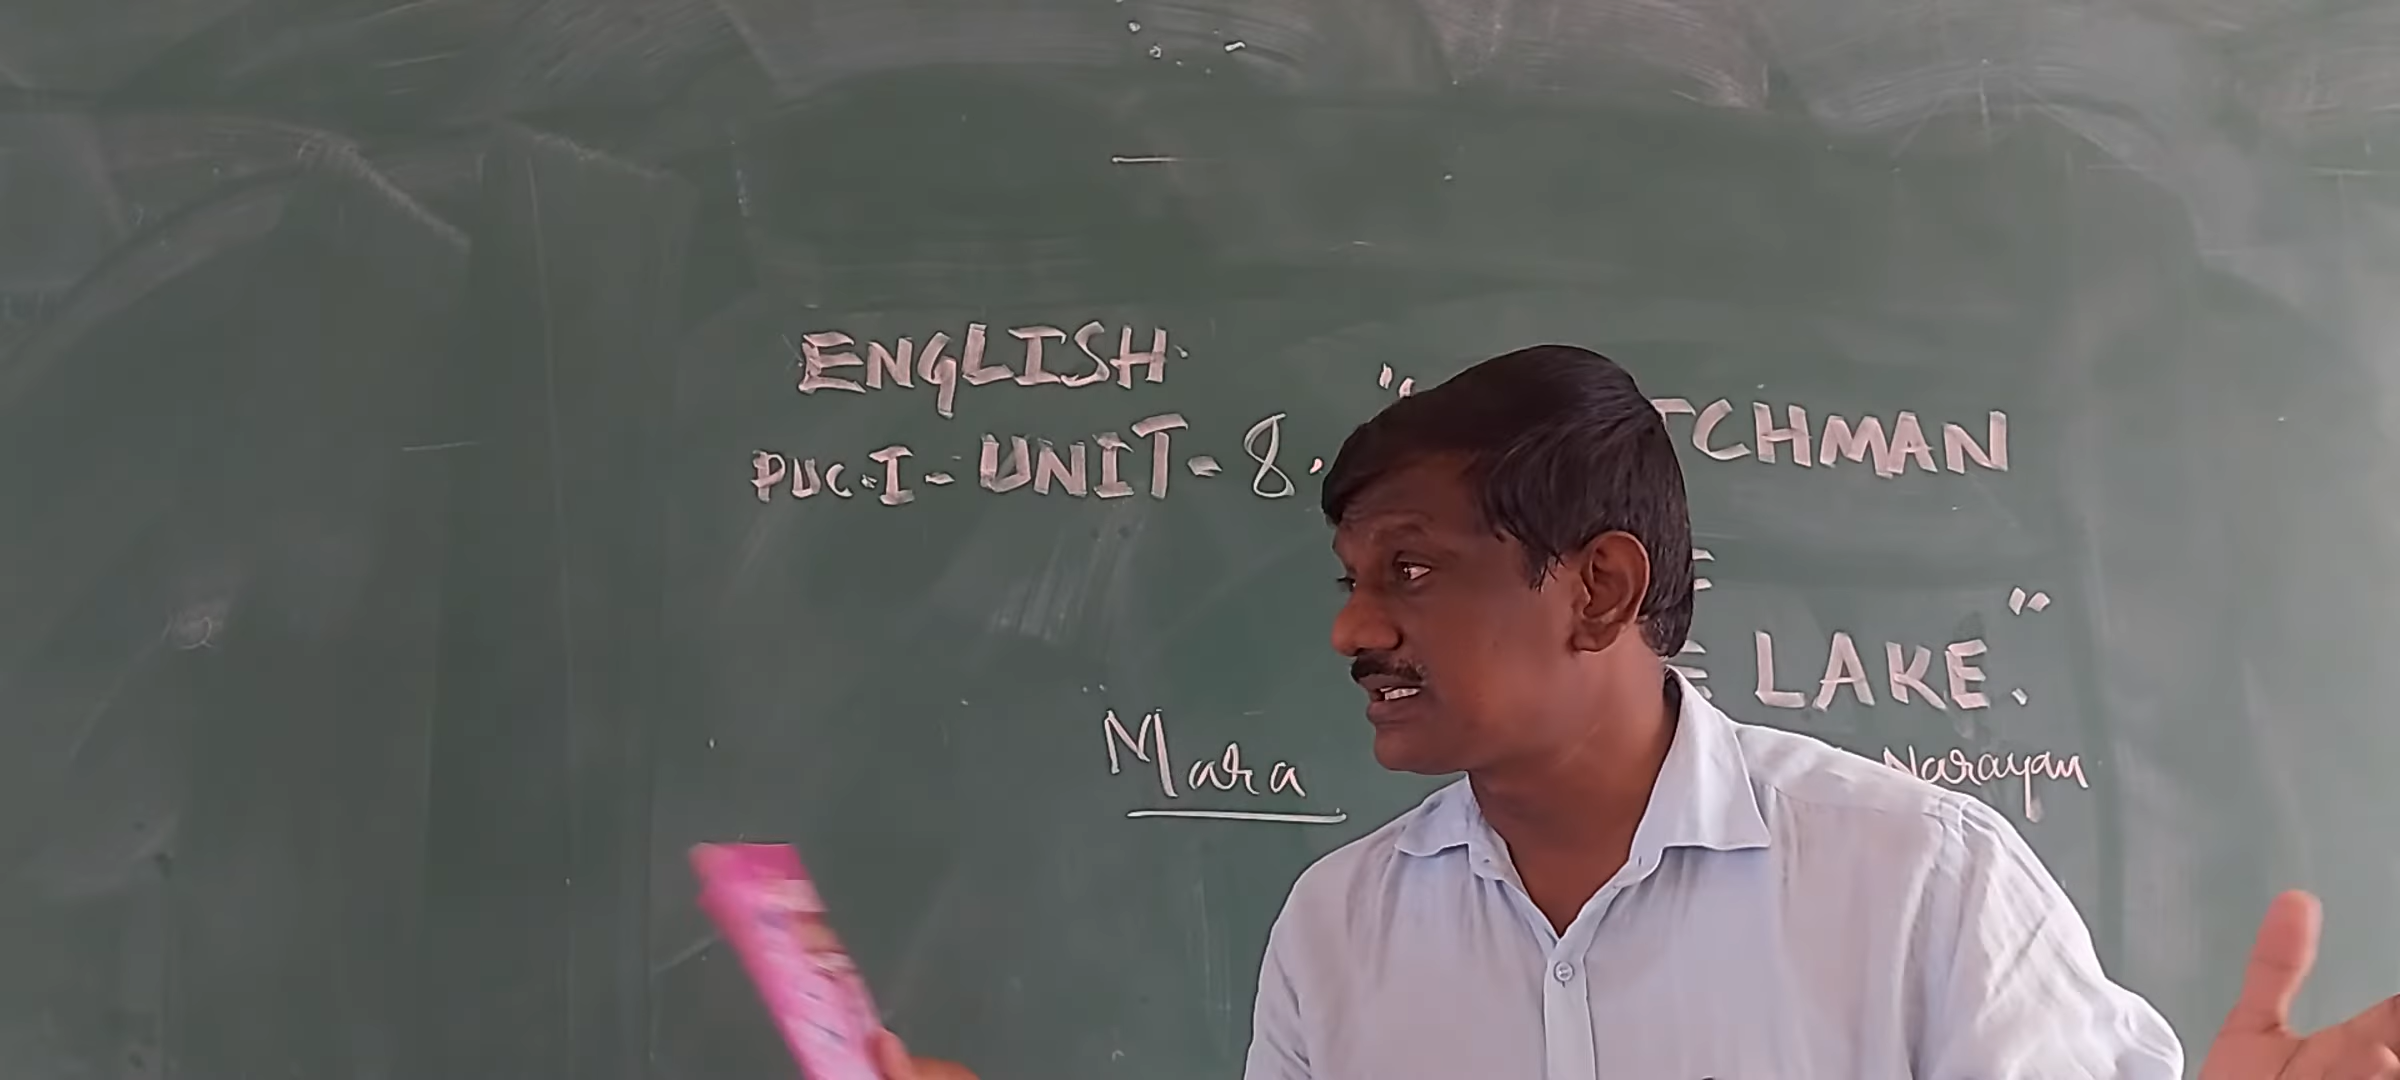 ENGLISH.
PUC-I-UNIT-8. " TCHMAN
E LAKE."
Mara
Narayan